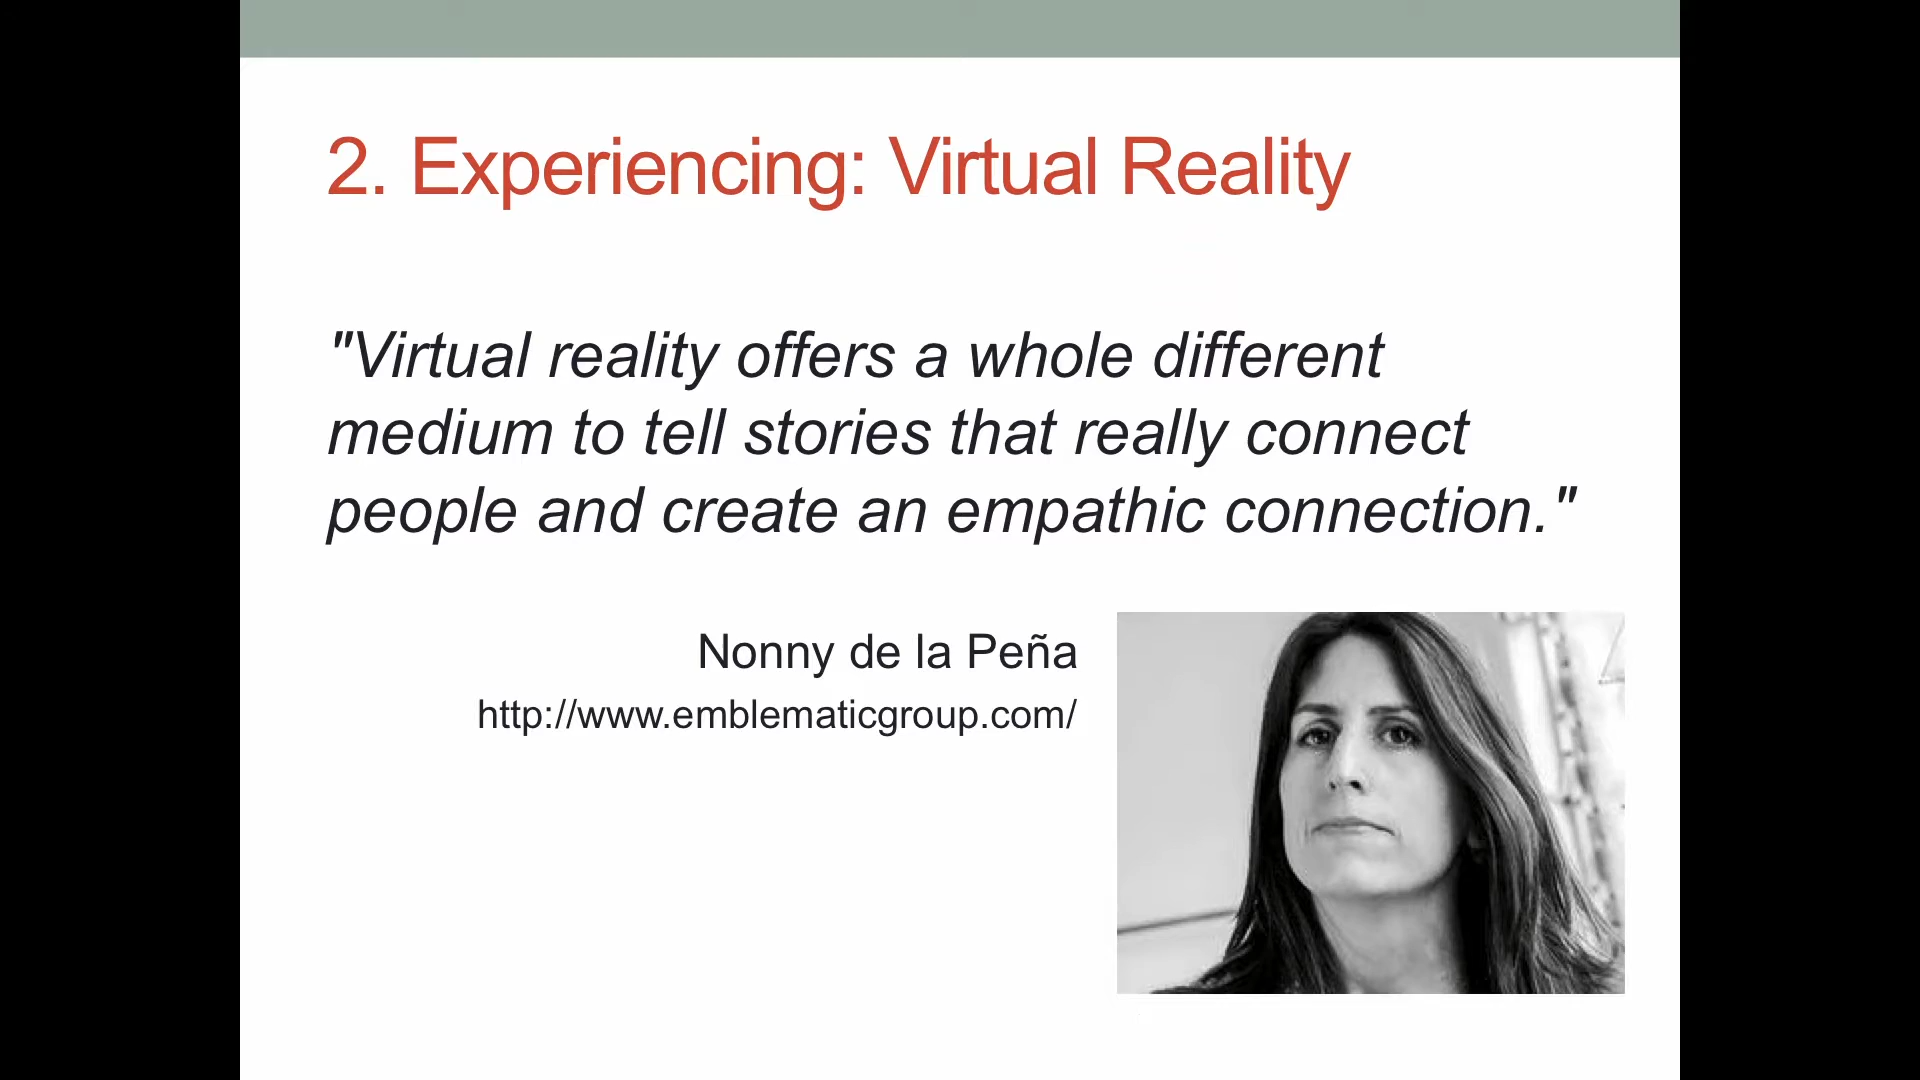 2. Experiencing: Virtual Reality
"Virtual reality offers a whole different
medium to tell stories that really connect
people and create an empathic connection."
Nonny de la Peña
http://www.emblematicgroup.com/